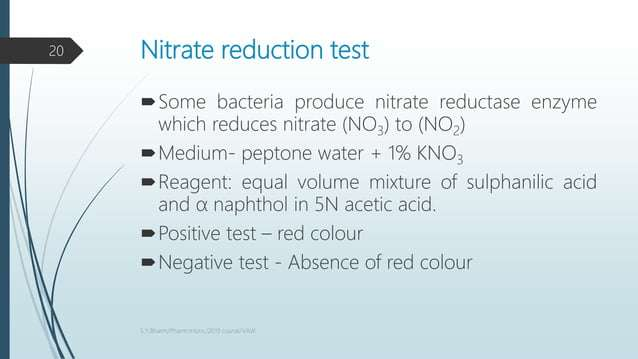 20
Nitrate reduction test
Some bacteria produce nitrate reductase enzyme
which reduces nitrate (NO3) to (NO2)
Medium- peptone water + 1% KNO3
Reagent: equal volume mixture of sulphanilic acid
and α naphthol in 5N acetic acid.
Positive test – red colour
Negative test - Absence of red colour